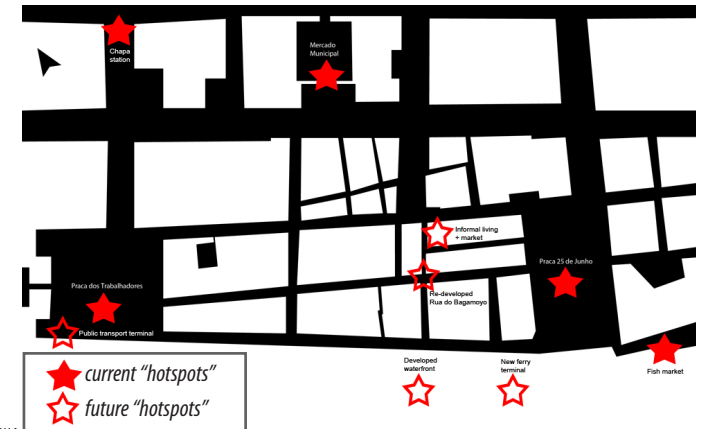 Chapa
station
Mercado
Municipal
Informal living
+ market
Praca 25 de Junho
Praca dos Trabalhadores
Re-developed
Rua do Bagamoyo
Public transport terminal
Developed
waterfront
New ferry
terminal
Fish market
current “hotspots”
future “hotspots”